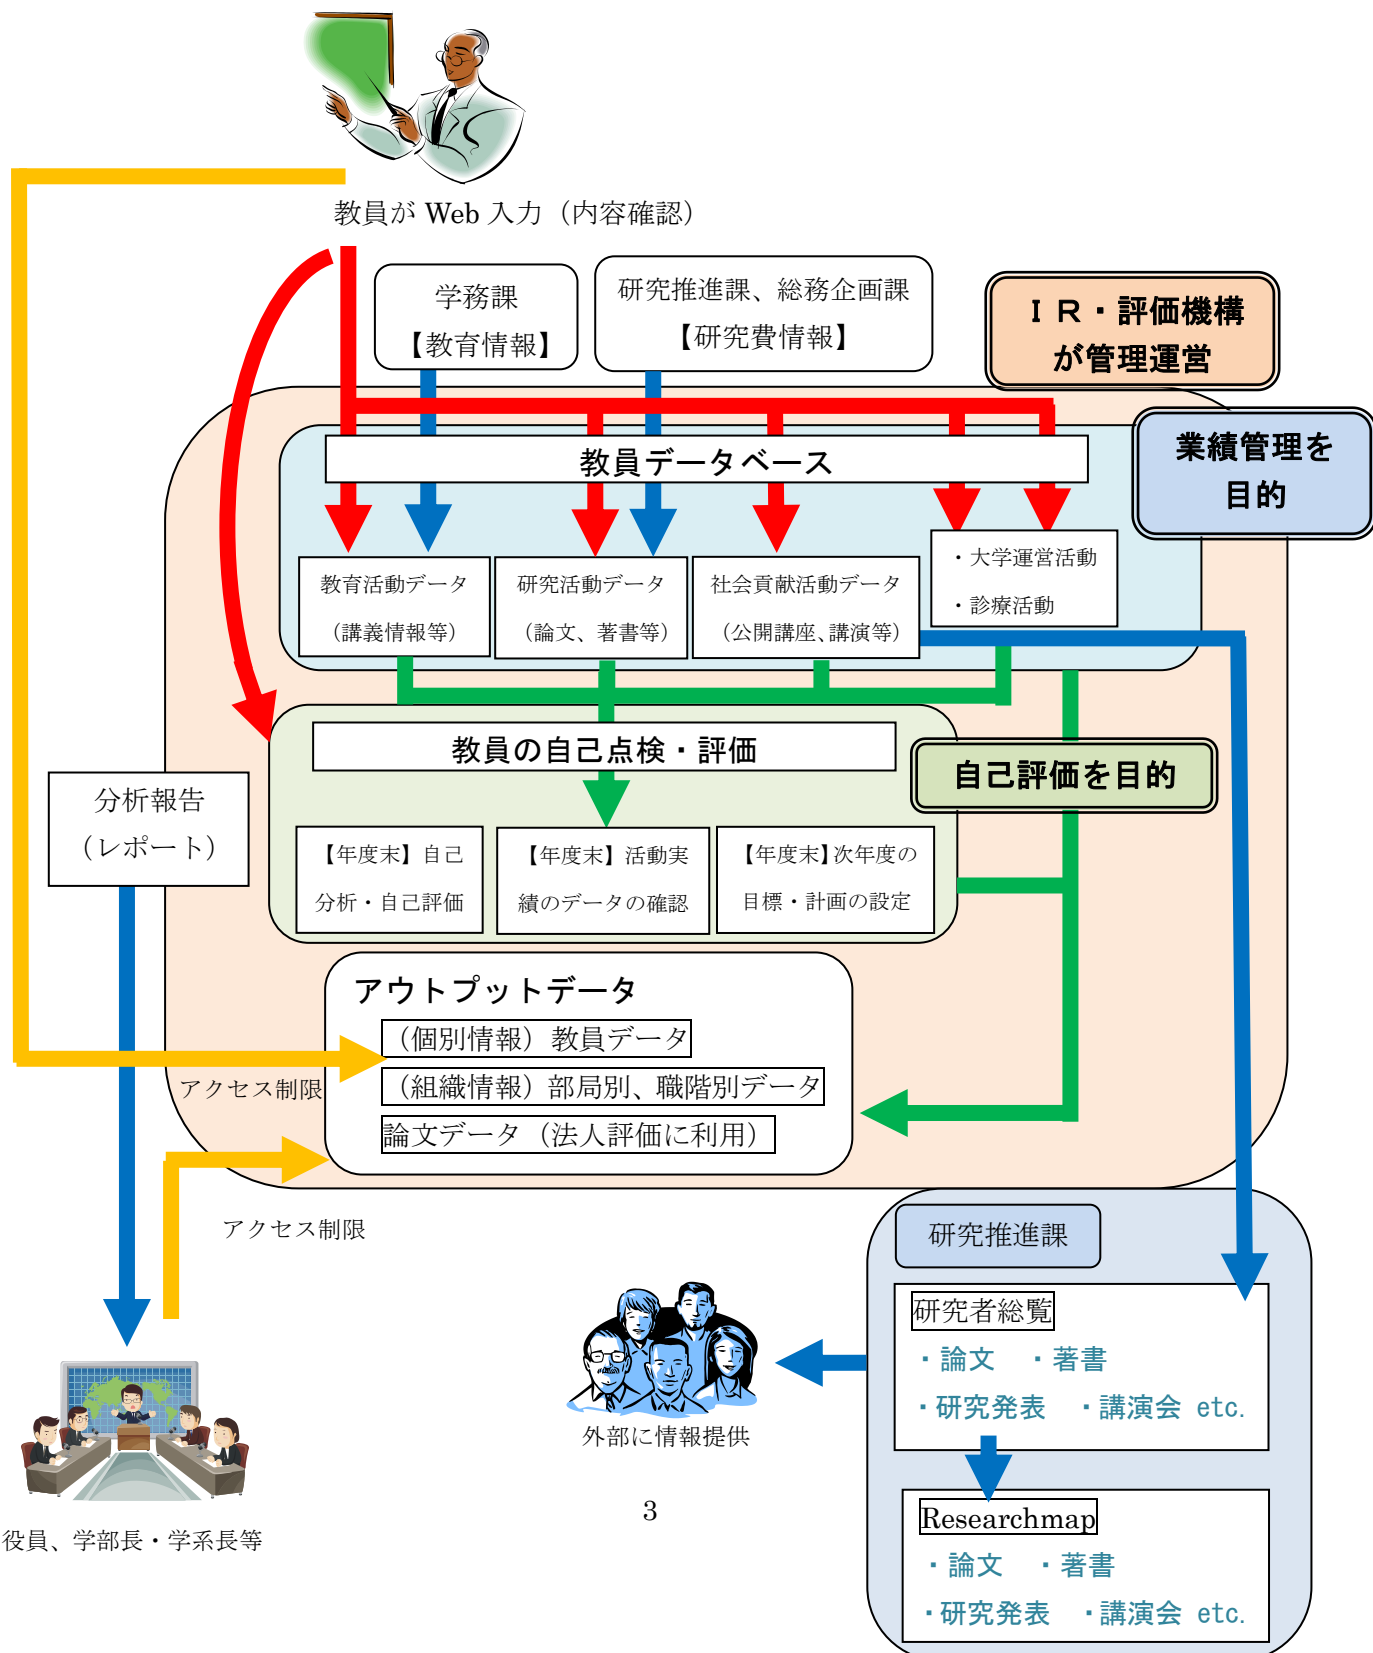 教員が Web 入力（内容確認）
学務課
【教育情報】
研究推進課、総務企画課
【研究費情報】
ＩＲ・評価機構
が管理運営
業績管理を
目的
教員データベース
教育活動データ
（講義情報等）
研究活動データ
（論文、著書等）
社会貢献活動データ
（公開講座、講演等）
・大学運営活動
・診療活動
教員の自己点検・評価
自己評価を目的
分析報告
（レポート）
【年度末】自己
分析・自己評価
【年度末】活動実
績のデータの確認
【年度末】次年度の
目標・計画の設定
アウトプットデータ
（個別情報）教員データ
（組織情報）部局別、職階別データ
論文データ（法人評価に利用）
アクセス制限
アクセス制限
研究推進課
研究者総覧
・論文　・著書
・研究発表　・講演会 etc.
外部に情報提供
Researchmap
・論文　・著書
・研究発表　・講演会 etc.
役員、学部長・学系長等
3